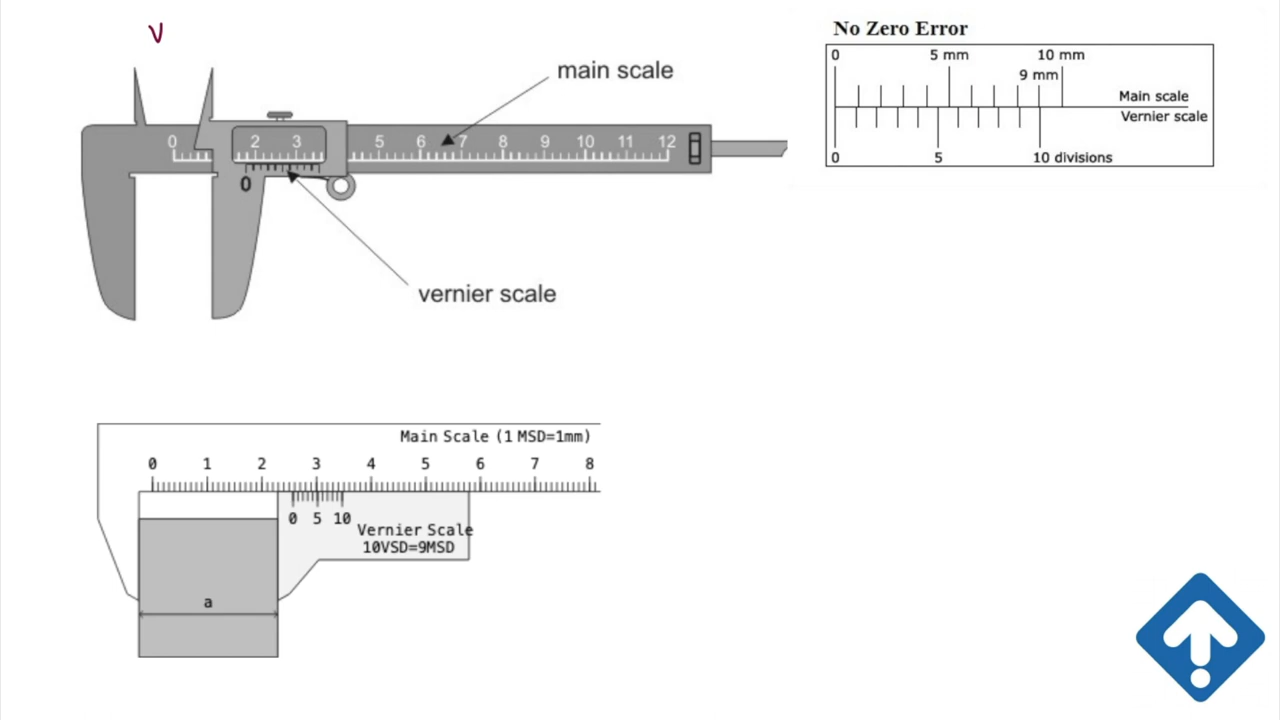 V
No Zero Error
0 5 mm 10 mm
9 mm
Main scale
Vernier scale
0 5 10 divisions
main scale
0 2 3 5 6 7 8 9 10 11 12
0
vernier scale
Main Scale (1 MSD=1mm)
0 1 2 3 4 5 6 7 8
0 5 10
Vernier Scale
10VSD=9MSD
a